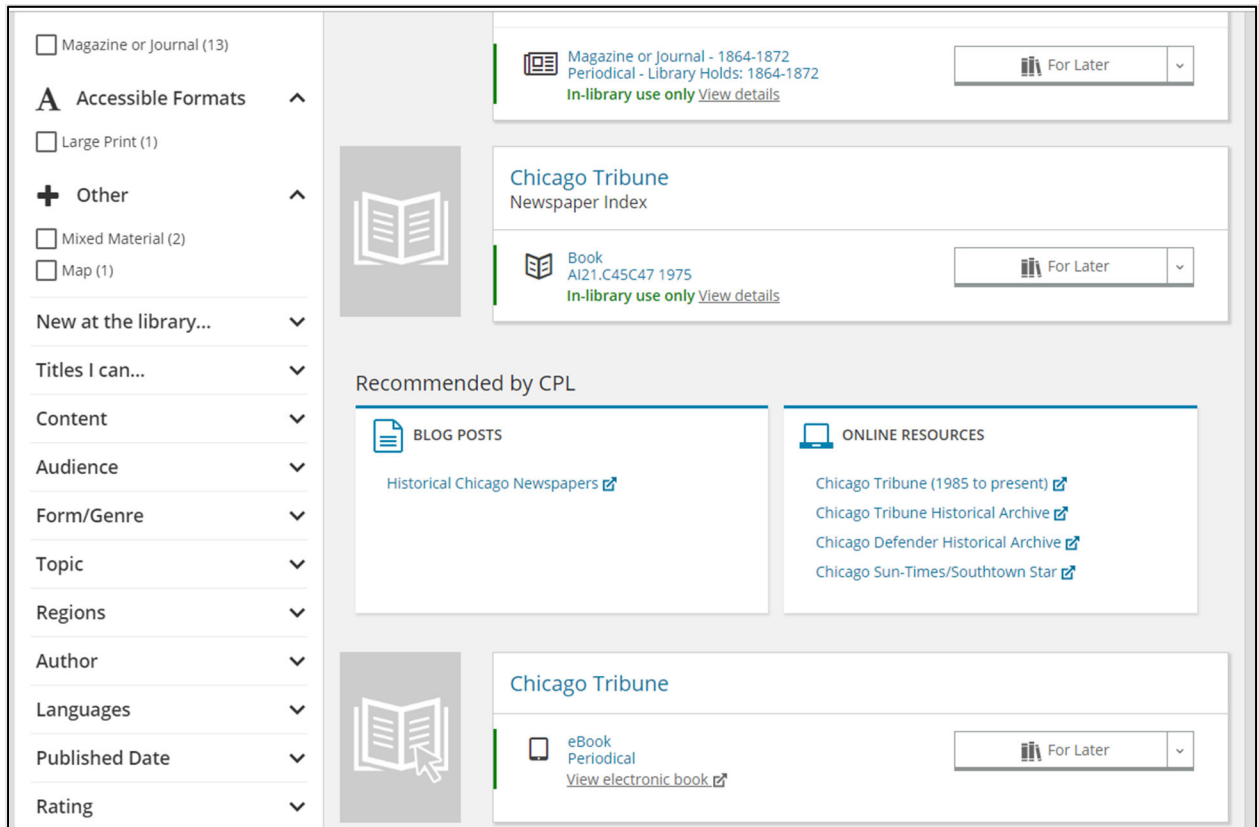 Magazine or Journal (13)
Accessible Formats
Large Print (1)
Other
Mixed Material (2)
Map (1)
New at the library...
Titles I can...
Content
Audience
Form/Genre
Topic
Regions
Author
Languages
Published Date
Rating
Magazine or Journal - 1864-1872
Periodical - Library Holds: 1864-1872
In-library use only View details
For Later
Chicago Tribune
Newspaper Index
Book
AI21.C45C47 1975
In-library use only View details
For Later
Recommended by CPL
BLOG POSTS
Historical Chicago Newspapers
ONLINE RESOURCES
Chicago Tribune (1985 to present)
Chicago Tribune Historical Archive
Chicago Defender Historical Archive
Chicago Sun-Times/Southtown Star
Chicago Tribune
eBook
Periodical
View electronic book
For Later